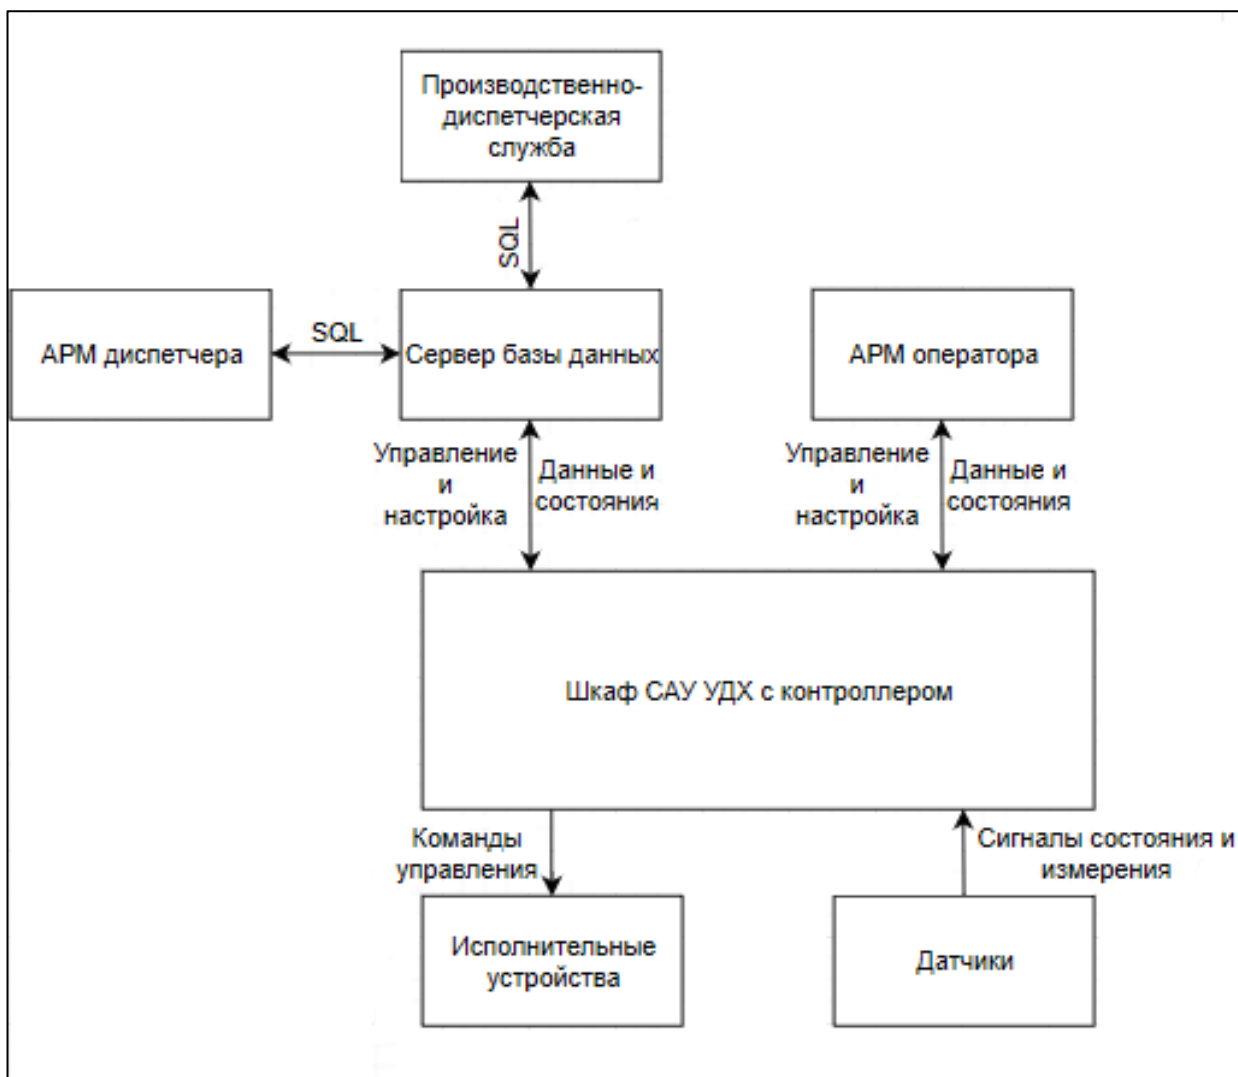 Производственно-
диспетчерская
служба
SQL
АРМ диспетчера
SQL
Сервер базы данных
АРМ оператора
Управление
и
настройка
Данные и
состояния
Управление
и
настройка
Данные и
состояния
Шкаф САУ УДХ с контроллером
Команды
управления
Сигналы состояния и
измерения
Исполнительные
устройства
Датчики